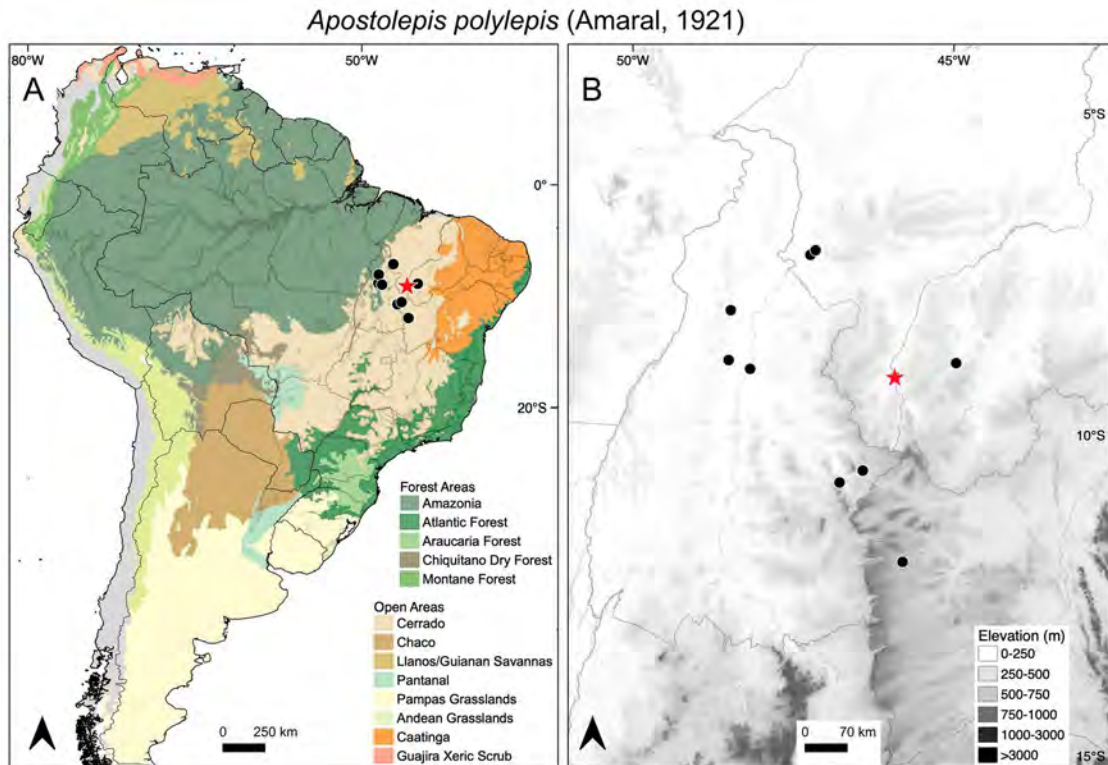 Apostolepis polylepis (Amaral, 1921)
A
80°W
50°W
0°
20°S
Forest Areas
Amazonia
Atlantic Forest
Araucaria Forest
Chiquitano Dry Forest
Montane Forest
Open Areas
Cerrado
Chaco
Llanos/Guianan Savannas
Pantanal
Pampas Grasslands
Andean Grasslands
Caatinga
Guajira Xeric Scrub
0 250 km
B
50°W
45°W
5°S
10°S
15°S
Elevation (m)
0-250
250-500
500-750
750-1000
1000-3000
>3000
0 70 km